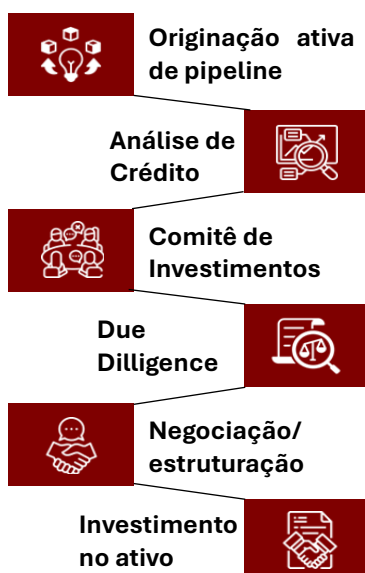 Originação ativa
de pipeline
Análise de
Crédito
Comitê de
Investimentos
Due
Dilligence
Negociação/
estruturação
Investimento
no ativo